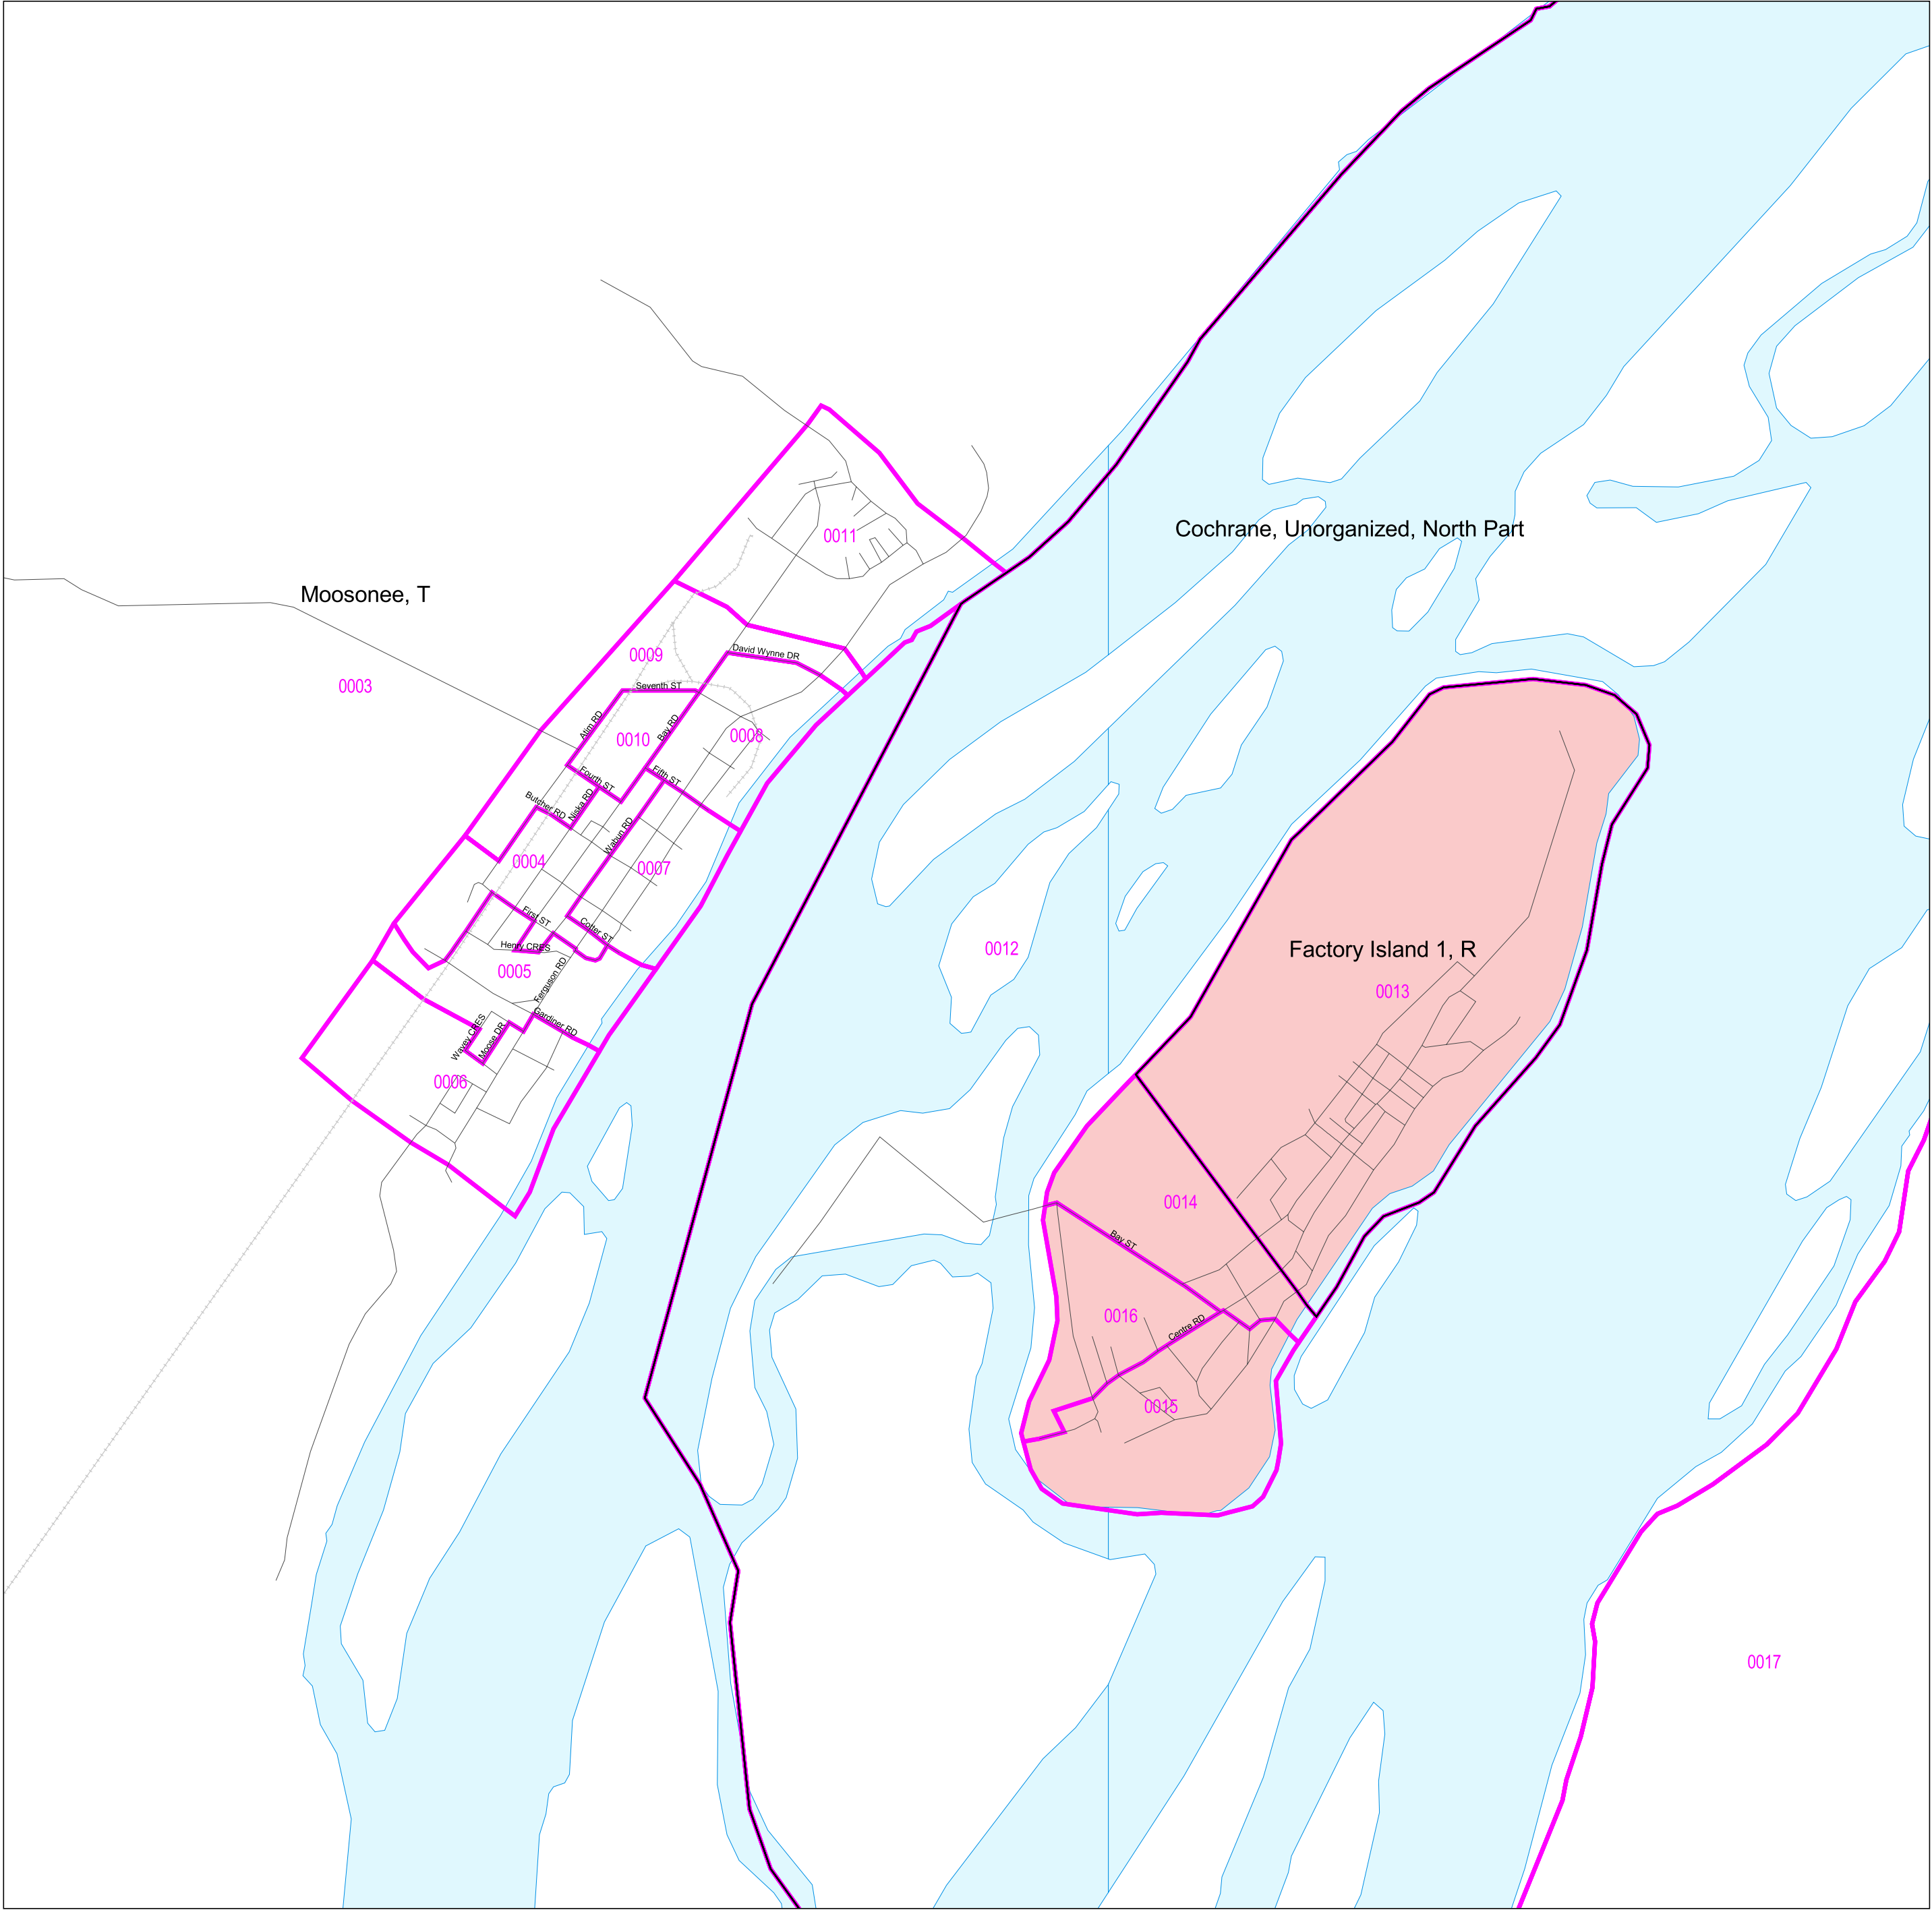 Cochrane, Unorganized, North Part
0011
Moosonee, T
David Wynne DR
0009
0003
Seventh ST
Atim RD
Bay RD
0010
0008
Fourth ST
Fifth ST
Butcher RD
Niska RD
Wabun RD
0004
0007
First ST
Cotter ST
Henry CRES
0005
Ferguson RD
0012
Factory Island 1, R
0013
Gardiner RD
Wavey CRES
Moose DR
0006
0014
Bay ST
0016
Centre RD
0015
0017